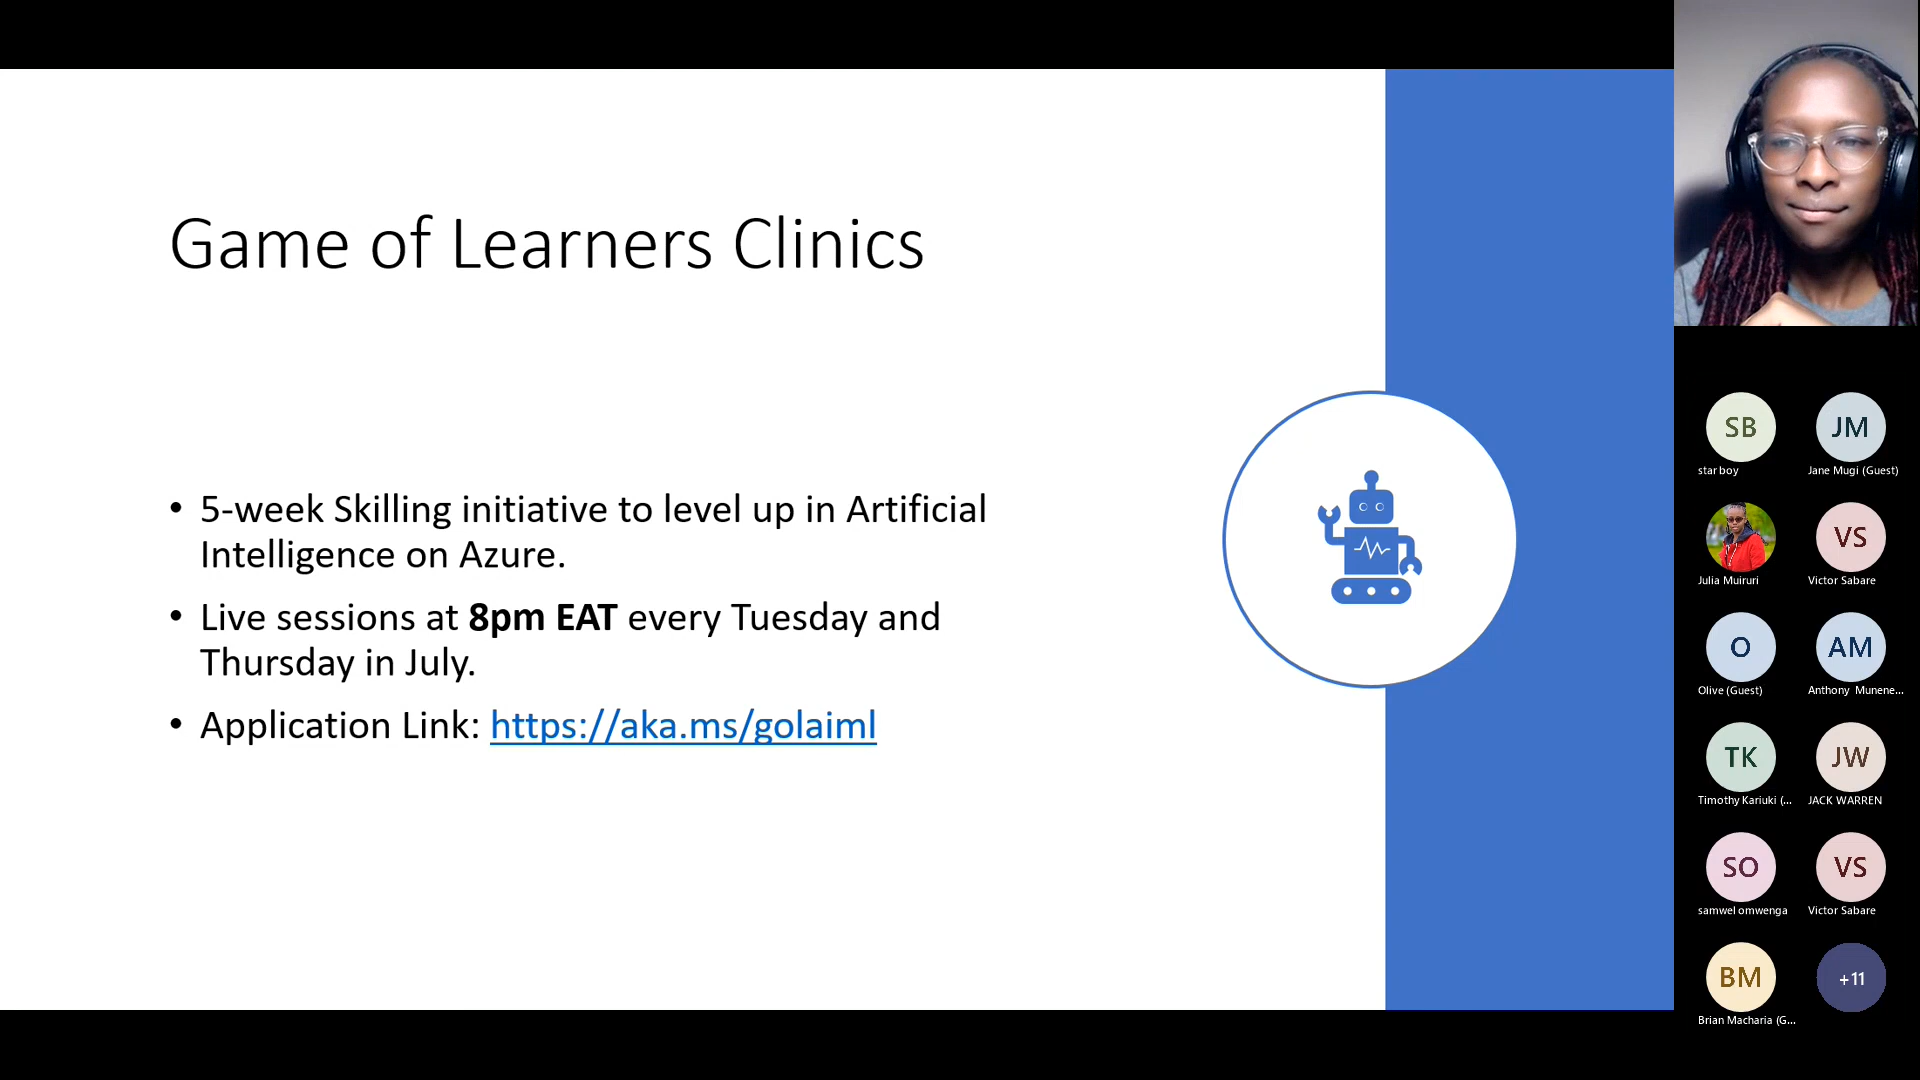 Game of Learners Clinics
• 5-week Skilling initiative to level up in Artificial
Intelligence on Azure.
• Live sessions at 8pm EAT every Tuesday and
Thursday in July.
• Application Link: https://aka.ms/golaiml
SB
star boy
JM
Jane Mugi (Guest)
Julia Muiruri
VS
Victor Sabare
O
Olive (Guest)
AM
Anthony Munene...
TK
Timothy Kariuki (...
JW
JACK WARREN
SO
samwel omwenga
VS
Victor Sabare
BM
Brian Macharia (G...
+11